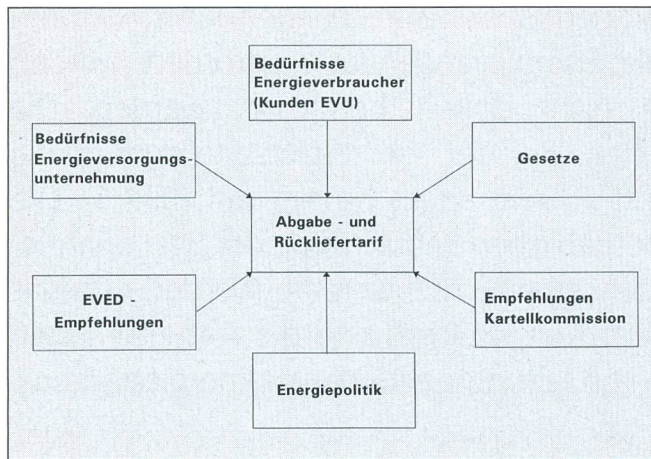 Bedürfnisse
Energieverbraucher
(Kunden EVU)
Bedürfnisse
Energieversorgungs-
unternehmung
Gesetze
Abgabe - und
Rückliefertarif
EVED -
Empfehlungen
Empfehlungen
Kartellkommission
Energiepolitik